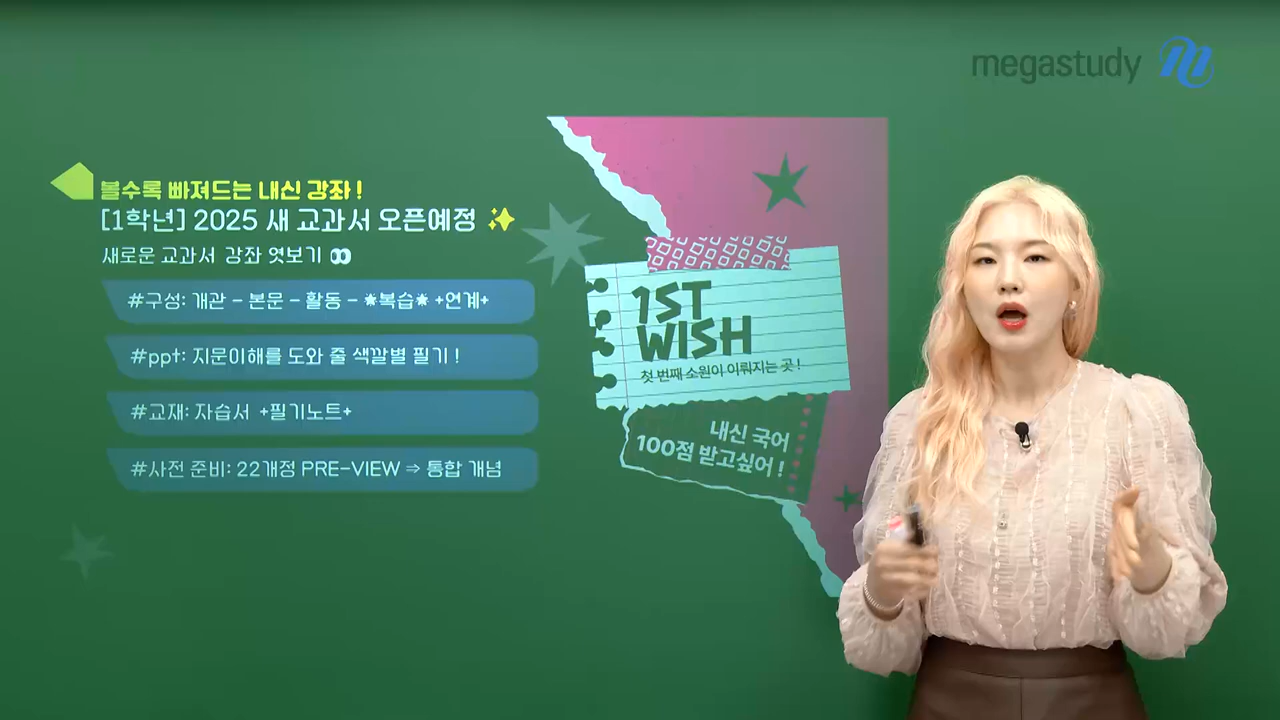 megastudy
볼수록 빠져드는 내신 강좌 !
[1학년] 2025 새 교과서 오픈예정
새로운 교과서 강좌 엿보기
#구성: 개관 - 본문 - 활동 - *복습* +연계+
#ppt: 지문이해를 도와 줄 색깔별 필기 !
#교재: 자습서 +필기노트+
#사전 준비: 22개정 PRE-VIEW ⇒ 통합 개념
1ST
WISH
첫 번째 소원이 이뤄지는 곳 !
내신 국어
100점 받고싶어 !